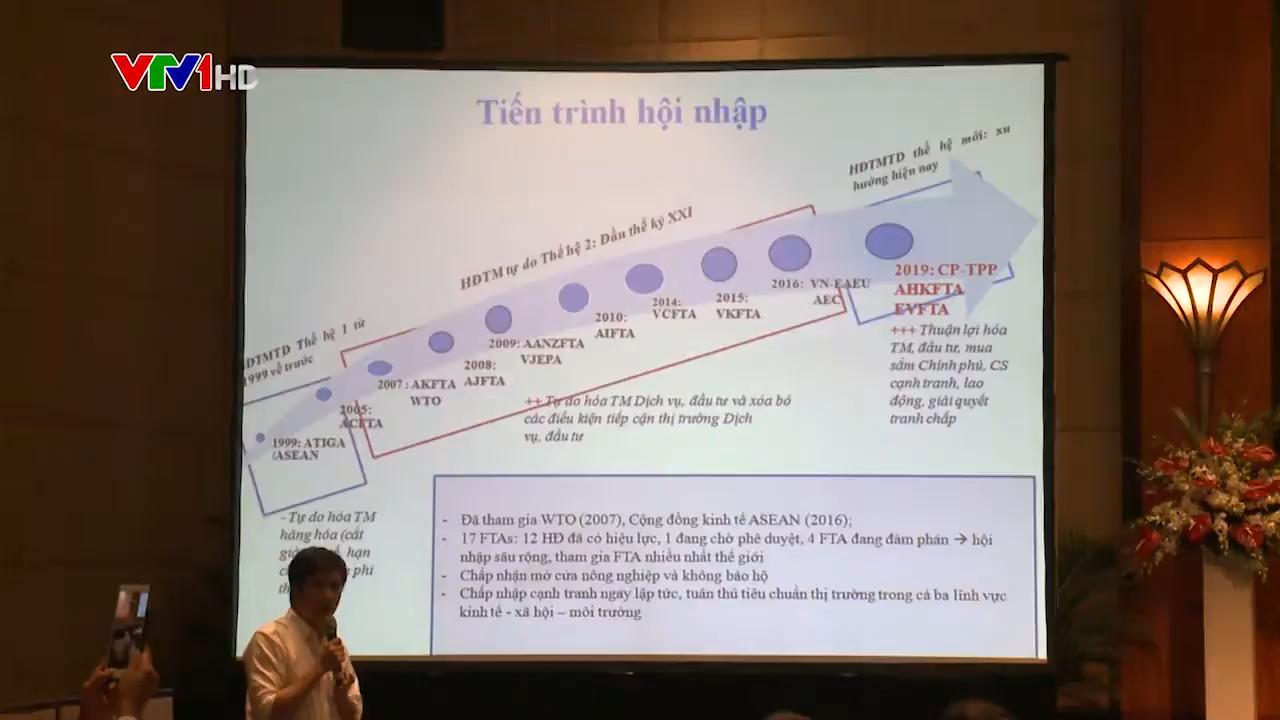 VTV1HD
Tiến trình hội nhập
HĐTMTD thế hệ mới: xu
hướng hiện nay
HĐTM tự do Thế hệ 2: Đầu thế kỷ XXI
HĐTMTD Thế hệ 1 từ
1999 về trước
2019: CP-TPP
AHKFTA
EVFTA
2016: VN-EAEU
AEC
2015:
VKFTA
2014:
VCFTA
2010:
AIFTA
2009: AANZFTA
VJEPA
2008:
AJFTA
2007 : AKFTA
WTO
2005:
ACFTA
1999: ATIGA
/ASEAN
+++ Thuận lợi hóa
TM, đầu tư, mua
sắm Chính phủ, CS
cạnh tranh, lao
động, giải quyết
tranh chấp
++ Tự do hóa TM Dịch vụ, đầu tư và xóa bỏ
các điều kiện tiếp cận thị trường Dịch
vụ, đầu tư
- Tự do hóa TM
hàng hóa (cắt
hạn
phi
- Đã tham gia WTO (2007), Cộng đồng kinh tế ASEAN (2016);
- 17 FTAs: 12 HĐ đã có hiệu lực, 1 đang chờ phê duyệt, 4 FTA đang đàm phán → hội
nhập sâu rộng, tham gia FTA nhiều nhất thế giới
- Chấp nhận mở cửa nông nghiệp và không bảo hộ
- Chấp nhập cạnh tranh ngay lập tức, tuân thủ tiêu chuẩn thị trường trong cả ba lĩnh vực
kinh tế - xã hội – môi trường